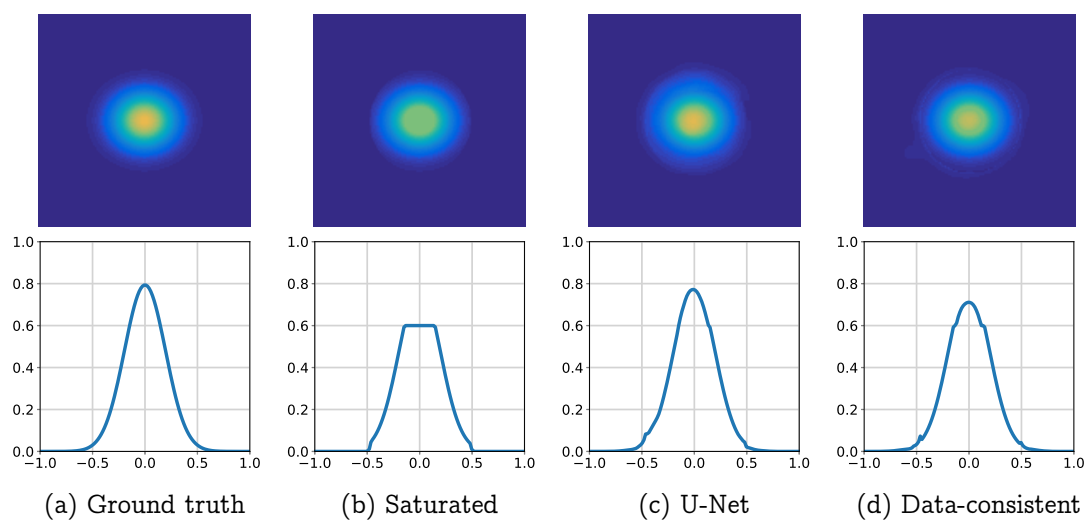 1.0 1.0 1.0 1.0
0.8 0.8 0.8 0.8
0.6 0.6 0.6 0.6
0.4 0.4 0.4 0.4
0.2 0.2 0.2 0.2
0.0 0.0 0.0 0.0
−1.0 −0.5 0.0 0.5 1.0 −1.0 −0.5 0.0 0.5 1.0 −1.0 −0.5 0.0 0.5 1.0 −1.0 −0.5 0.0 0.5 1.0
(a) Ground truth (b) Saturated (c) U-Net (d) Data-consistent